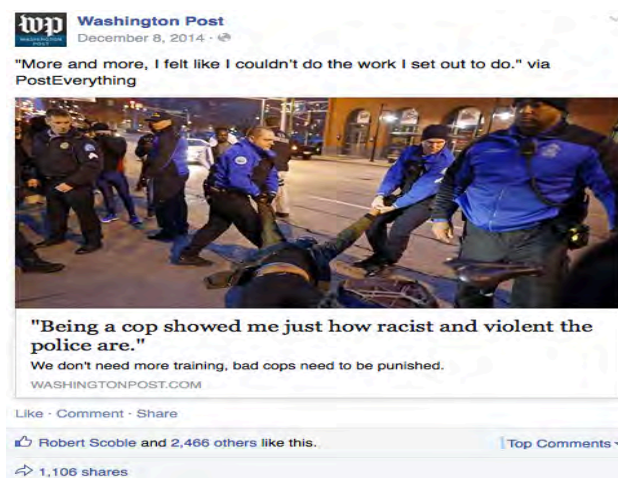 wp
Washington Post
December 8, 2014 ·
"More and more, I felt like I couldn't do the work I set out to do." via
PostEverything
"Being a cop showed me just how racist and violent the
police are."
We don't need more training, bad cops need to be punished.
WASHINGTONPOST.COM
Like · Comment · Share
Robert Scoble and 2,466 others like this.
Top Comments
1,106 shares